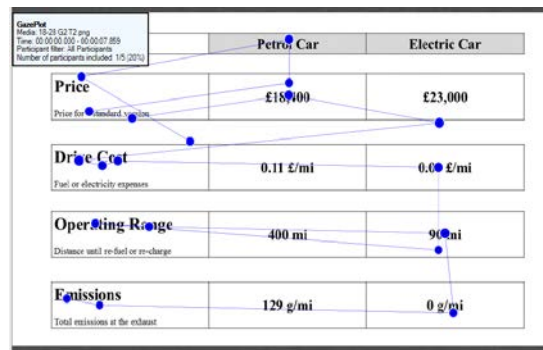 GazePlot
Media: 18-28 G2 T2.png
Time: 00:00:00.000 - 00:00:07.859
Participant filter: All Participants
Number of participants included: 1/5 (20%)
Petrol Car Electric Car
Price
£18,400 £23,000
Price for standard version
Drive Cost
0.11 £/mi £/mi
Fuel or electricity expenses
Operating Range
400 mi 90 mi
Distance until re-fuel or re-charge
Emissions
129 g/mi 0 g/mi
Total emissions at the exhaust